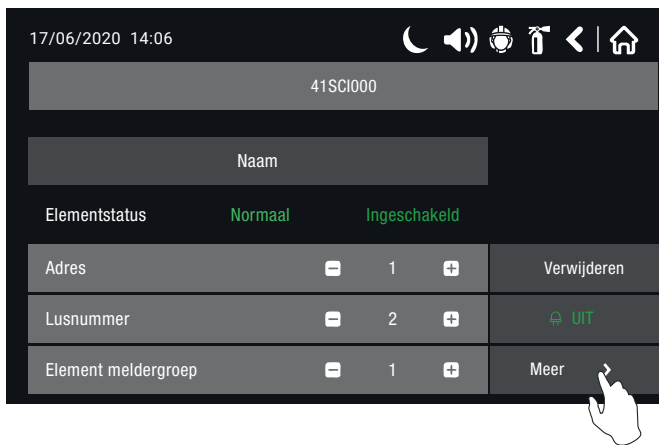 17/06/2020 14:06
41SCI000
Naam
Elementstatus Normaal Ingeschakeld
Adres 1 Verwijderen
Lusnummer 2 UIT
Element meldergroep 1 Meer